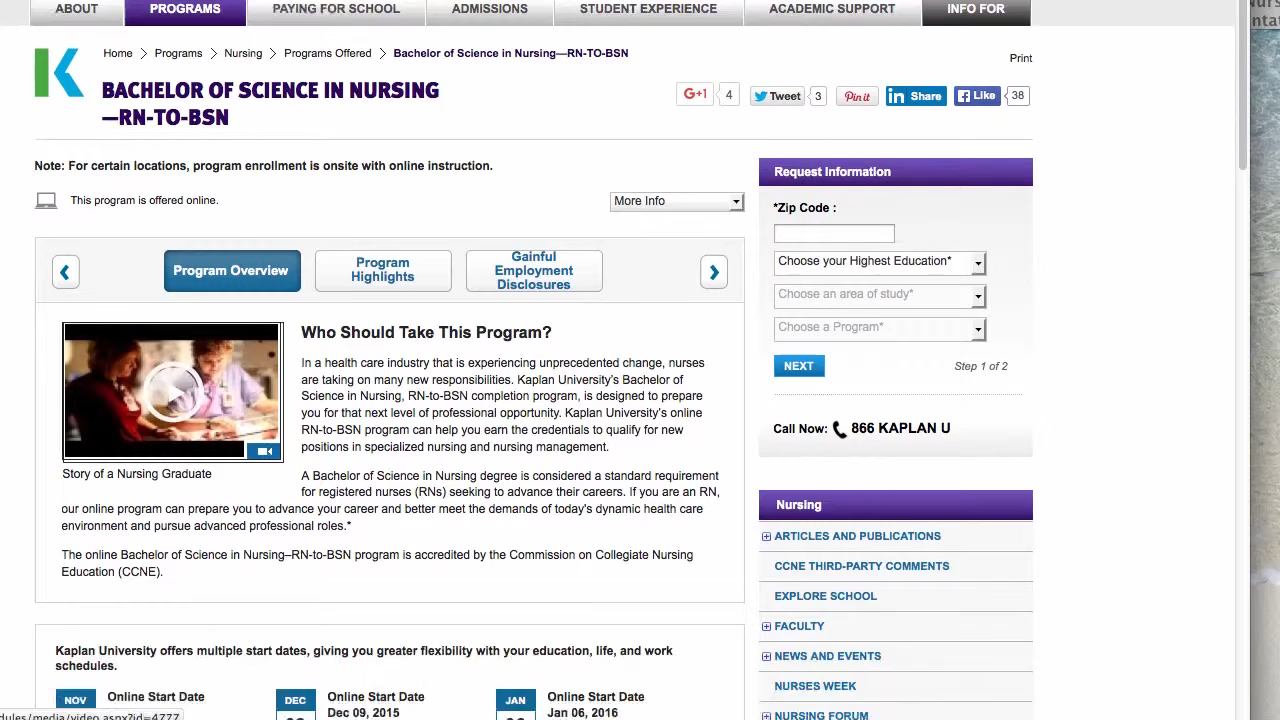 ABOUT PROGRAMS PAYING FOR SCHOOL ADMISSIONS STUDENT EXPERIENCE ACADEMIC SUPPORT INFO FOR
Home Programs Nursing Programs Offered Bachelor of Science in Nursing—RN-TO-BSN
Print
BACHELOR OF SCIENCE IN NURSING
—RN-TO-BSN
G+1 4 Tweet 3 Pin it in Share Like 38
Note: For certain locations, program enrollment is onsite with online instruction.
This program is offered online.
More Info
Program Overview
Program
Highlights
Gainful
Employment
Disclosures
Story of a Nursing Graduate
Who Should Take This Program?
In a health care industry that is experiencing unprecedented change, nurses
are taking on many new responsibilities. Kaplan University's Bachelor of
Science in Nursing, RN-to-BSN completion program, is designed to prepare
you for that next level of professional opportunity. Kaplan University's online
RN-to-BSN program can help you earn the credentials to qualify for new
positions in specialized nursing and nursing management.
A Bachelor of Science in Nursing degree is considered a standard requirement
for registered nurses (RNs) seeking to advance their careers. If you are an RN,
our online program can prepare you to advance your career and better meet the demands of today's dynamic health care
environment and pursue advanced professional roles.*
The online Bachelor of Science in Nursing–RN-to-BSN program is accredited by the Commission on Collegiate Nursing
Education (CCNE).
Kaplan University offers multiple start dates, giving you greater flexibility with your education, life, and work
schedules.
NOV Online Start Date
DEC Online Start Date
Dec 09, 2015
JAN Online Start Date
Jan 06, 2016
dules/media/video.aspx?id=4777
Request Information
*Zip Code :
Choose your Highest Education*
Choose an area of study*
Choose a Program*
NEXT Step 1 of 2
Call Now: 866 KAPLAN U
Nursing
ARTICLES AND PUBLICATIONS
CCNE THIRD-PARTY COMMENTS
EXPLORE SCHOOL
FACULTY
NEWS AND EVENTS
NURSES WEEK
NURSING FORUM